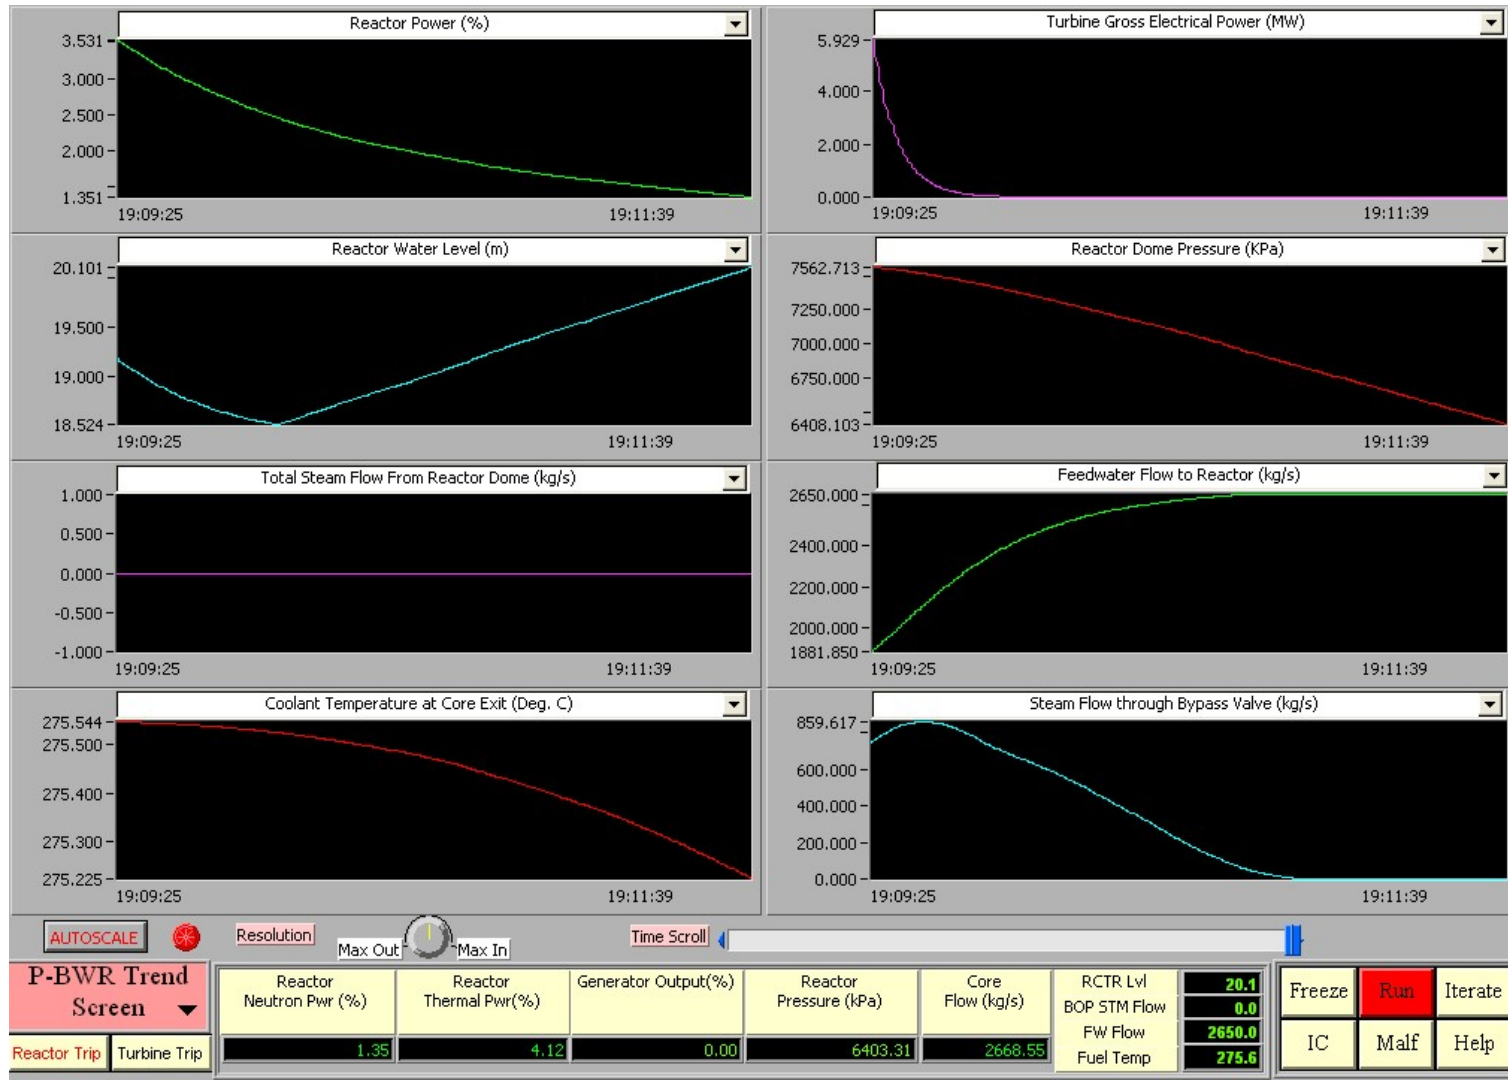 Reactor Power (%)
3.531
3.000
2.500
2.000
1.351
19:09:25 19:11:39
Turbine Gross Electrical Power (MW)
5.929
4.000
2.000
0.000
19:09:25 19:11:39
Reactor Water Level (m)
20.101
19.500
19.000
18.524
19:09:25 19:11:39
Reactor Dome Pressure (KPa)
7562.713
7250.000
7000.000
6750.000
6408.103
19:09:25 19:11:39
Total Steam Flow From Reactor Dome (kg/s)
1.000
0.500
0.000
-0.500
-1.000
19:09:25 19:11:39
Feedwater Flow to Reactor (kg/s)
2650.000
2400.000
2200.000
2000.000
1881.850
19:09:25 19:11:39
Coolant Temperature at Core Exit (Deg. C)
275.544
275.500
275.400
275.300
275.225
19:09:25 19:11:39
Steam Flow through Bypass Valve (kg/s)
859.617
600.000
400.000
200.000
0.000
19:09:25 19:11:39
AUTOSCALE
Resolution
Max Out
Max In
Time Scroll
P-BWR Trend
Screen
Reactor Trip
Turbine Trip
Reactor
Neutron Pwr (%)
1.35
Reactor
Thermal Pwr(%)
4.12
Generator Output(%)
0.00
Reactor
Pressure (kPa)
6403.31
Core
Flow (kg/s)
2668.55
RCTR Lvl 20.1
BOP STM Flow 0.0
FW Flow 2650.0
Fuel Temp 275.6
Freeze Run Iterate
IC Malf Help